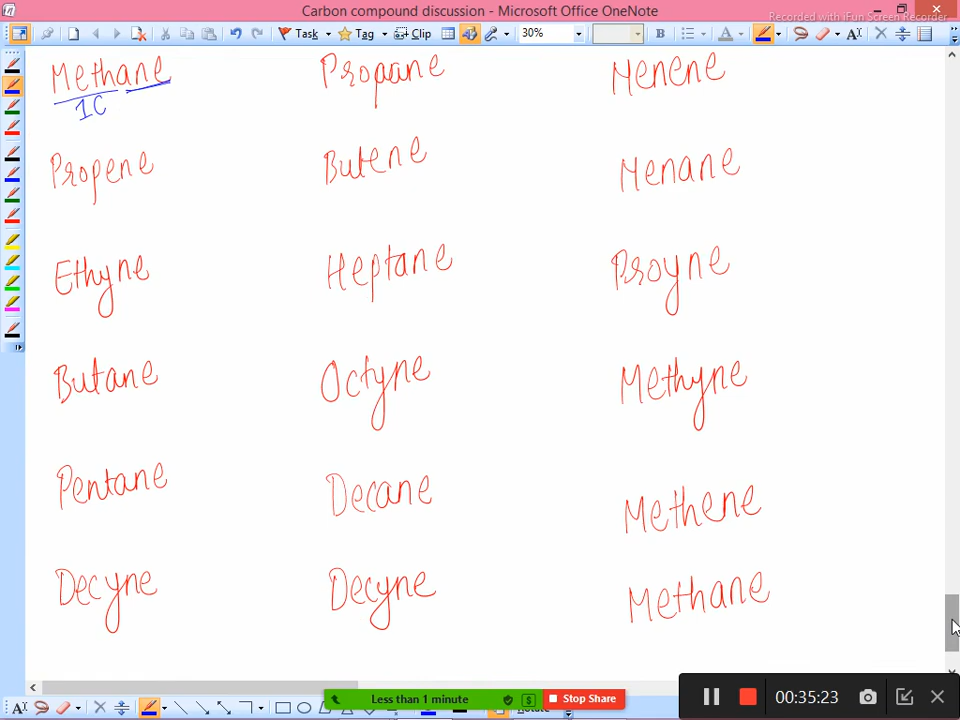 Carbon compound discussion - Microsoft Office OneNote
Recorded with iFun Screen Recorder
Task Tag Clip 30% B A
Methane Propane Henene
1C
Propene Butene Henane
Ethyne Heptane Proyne
Butane Octyne Methyne
Pentane Decane Methene
Decyne Decyne Methane
Less than 1 minute $ Stop Share
00:35:23